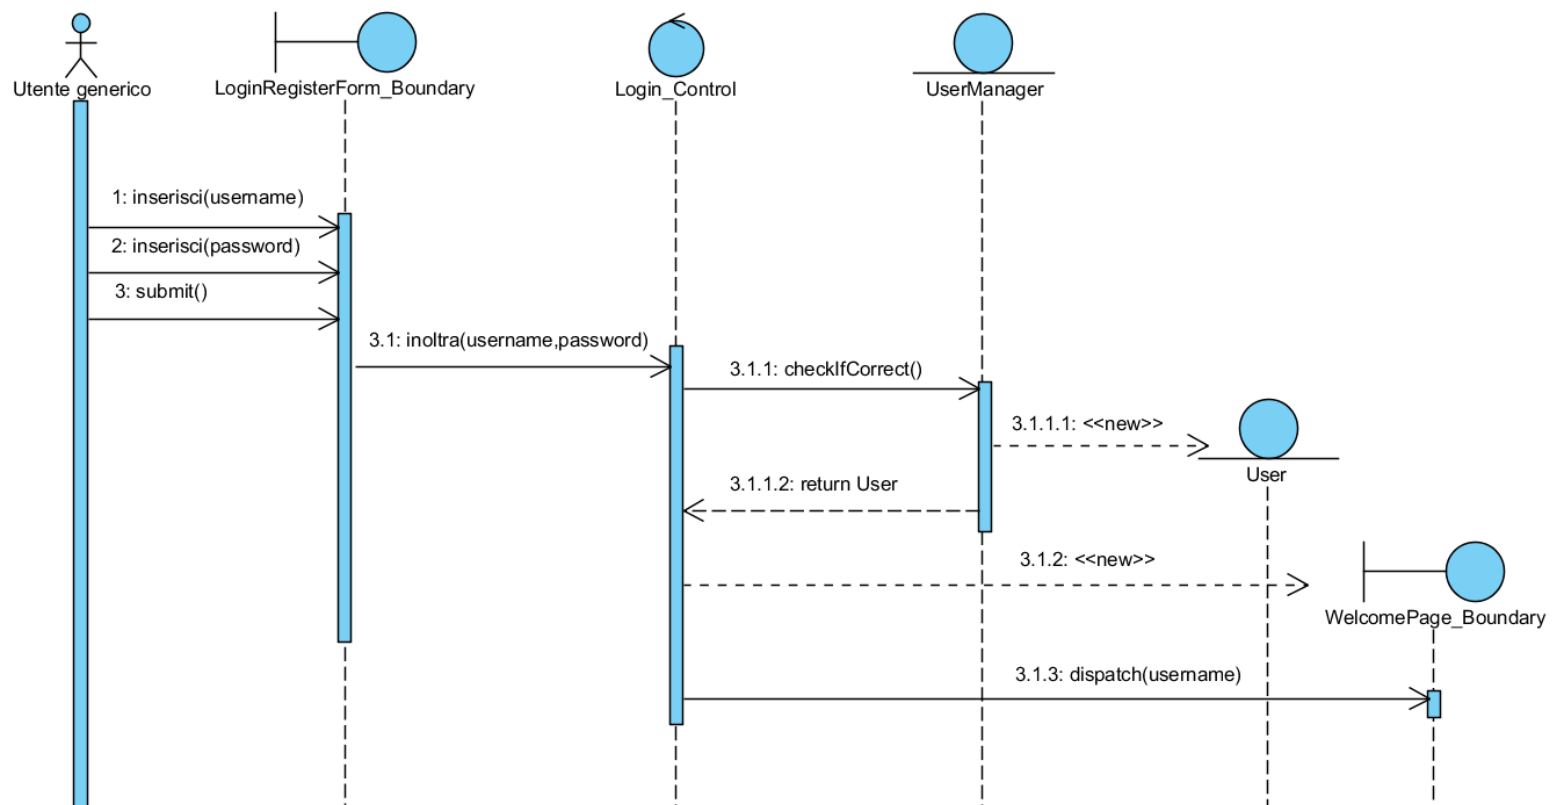 Utente generico
LoginRegisterForm_Boundary
Login_Control
UserManager
1: inserisci(username)
2: inserisci(password)
3: submit()
3.1: inoltra(username,password)
3.1.1: checkIfCorrect()
3.1.1.1: <<new>>
User
3.1.1.2: return User
3.1.2: <<new>>
WelcomePage_Boundary
3.1.3: dispatch(username)